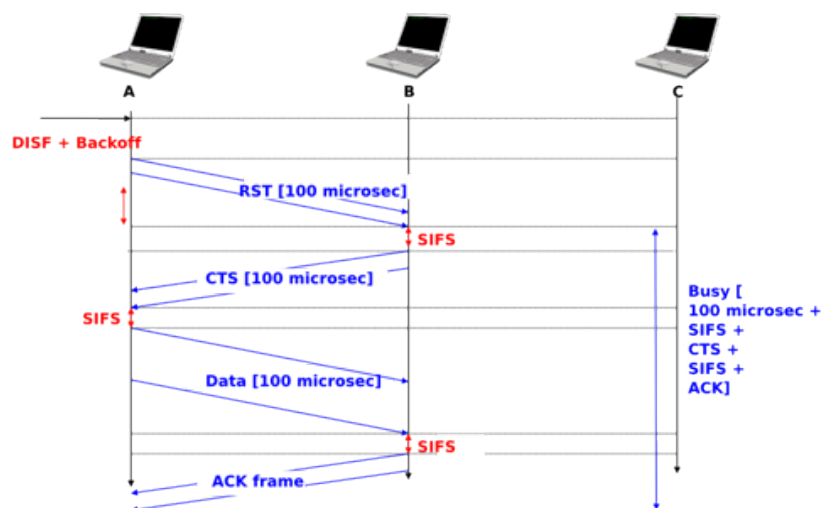 A
B
C
DISF + Backoff
RST [100 microsec]
SIFS
CTS [100 microsec]
SIFS
Busy [
100 microsec +
SIFS +
CTS +
SIFS +
ACK]
Data [100 microsec]
SIFS
ACK frame